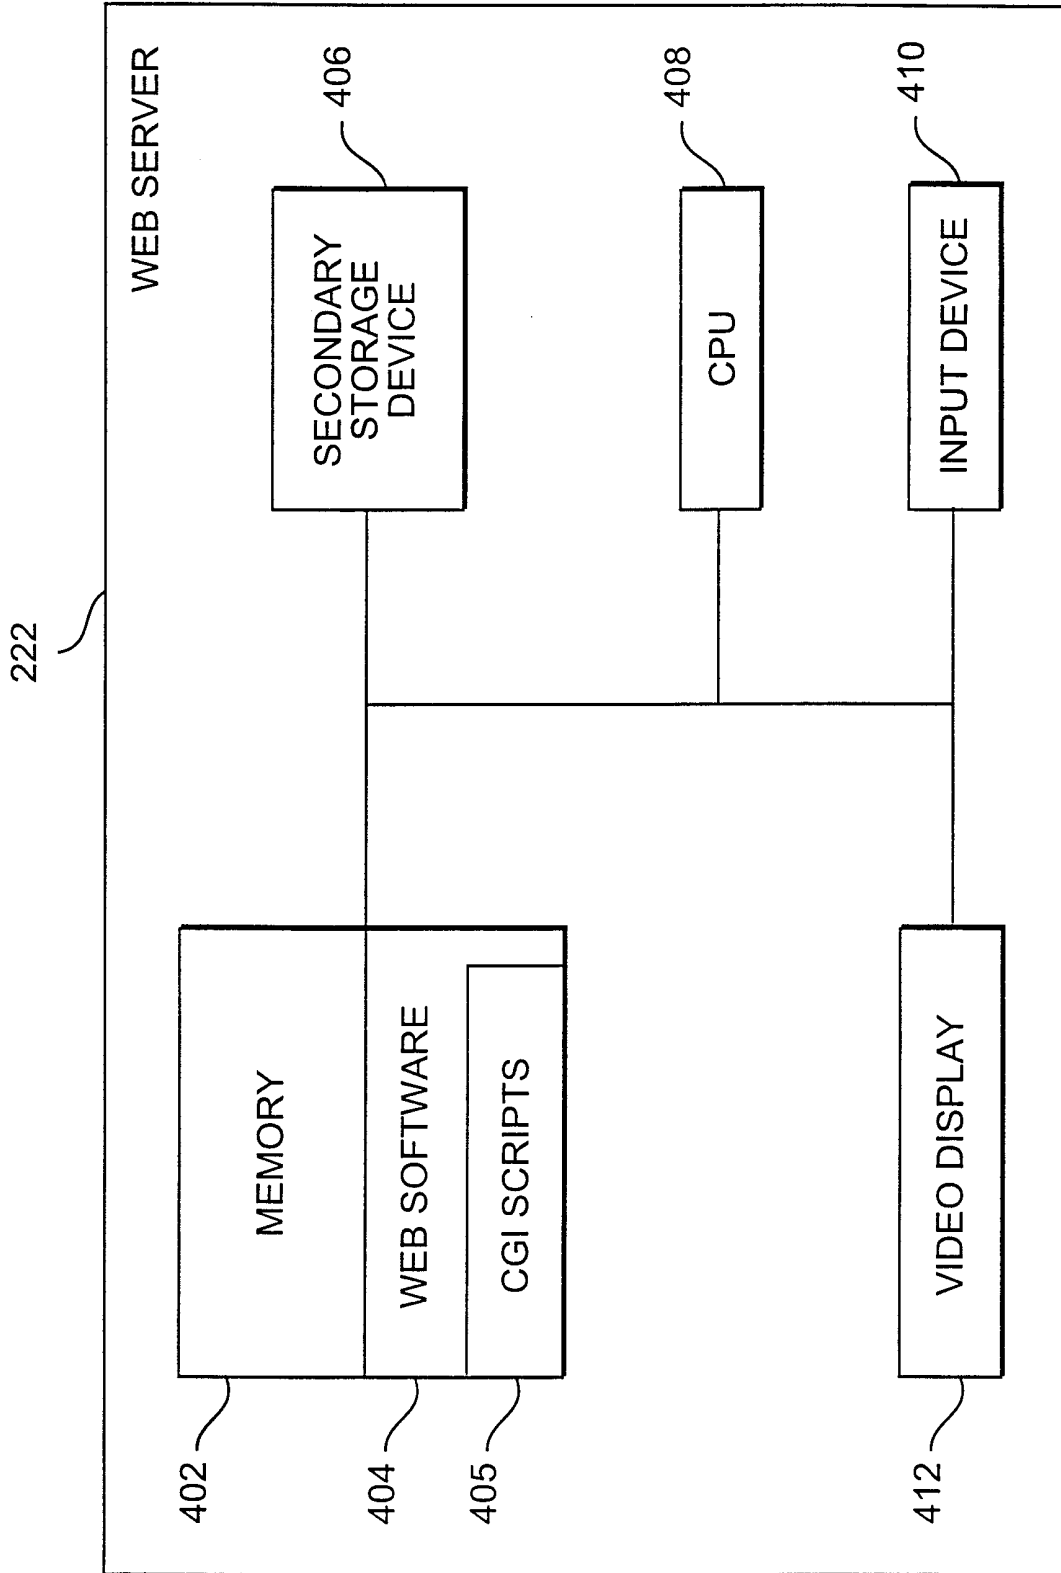 222
WEB SERVER
402
MEMORY
404
WEB SOFTWARE
405
CGI SCRIPTS
SECONDARY
STORAGE
DEVICE
406
CPU
408
412
VIDEO DISPLAY
INPUT DEVICE
410